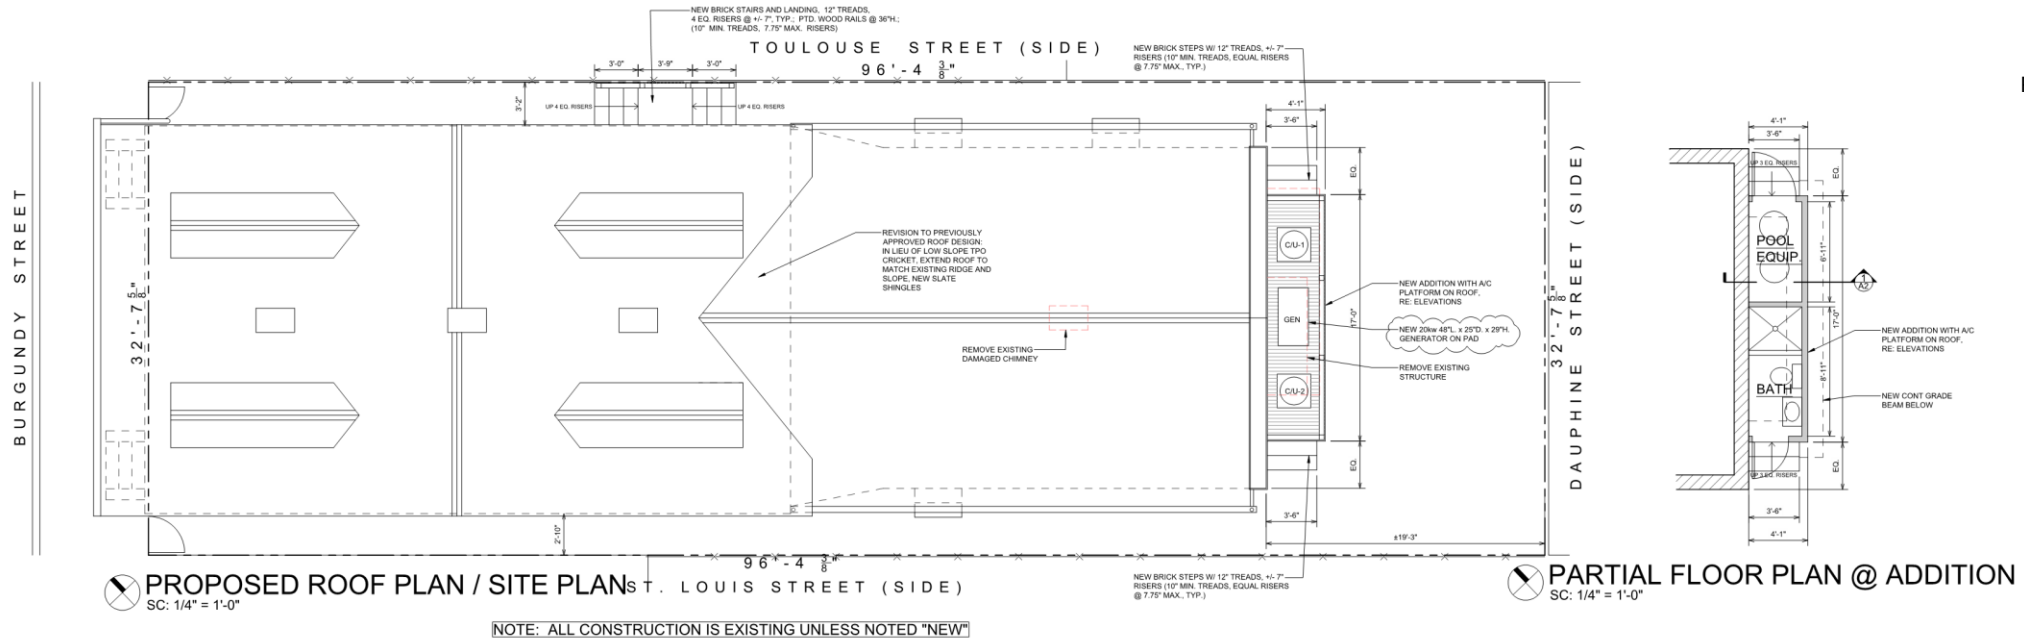 NEW BRICK STAIRS AND LANDING, 12" TREADS,
4 EQ. RISERS @ +/- 7", TYP.; PTD. WOOD RAILS @ 36"H.;
(10" MIN. TREADS, 7.75" MAX. RISERS)
TOULOUSE STREET (SIDE)
96'-4 3/8"
NEW BRICK STEPS W/ 12" TREADS, +/- 7"
RISERS (10" MIN. TREADS, EQUAL RISERS
@ 7.75" MAX., TYP.)
3'-0"
3'-9"
3'-0"
3'-2"
UP 4 EQ. RISERS
UP 4 EQ. RISERS
4'-1"
3'-6"
EQ.
BURGUNDY STREET
32'-7 5/8"
REVISION TO PREVIOUSLY
APPROVED ROOF DESIGN:
IN LIEU OF LOW SLOPE TPO
CRICKET, EXTEND ROOF TO
MATCH EXISTING RIDGE AND
SLOPE, NEW SLATE
SHINGLES
REMOVE EXISTING
DAMAGED CHIMNEY
C/U-1
GEN
C/U-2
17'-0"
NEW ADDITION WITH A/C
PLATFORM ON ROOF,
RE: ELEVATIONS
NEW 20kw 48"L. x 25"D. x 29"H.
GENERATOR ON PAD
REMOVE EXISTING
STRUCTURE
EQ.
3'-6"
±19'-3"
2'-10"
32'-7 5/8"
DAUPHINE STREET (SIDE)
96'-4 3/8"
ST. LOUIS STREET (SIDE)
NEW BRICK STEPS W/ 12" TREADS, +/- 7"
RISERS (10" MIN. TREADS, EQUAL RISERS
@ 7.75" MAX., TYP.)
PROPOSED ROOF PLAN / SITE PLAN
SC: 1/4" = 1'-0"
NOTE: ALL CONSTRUCTION IS EXISTING UNLESS NOTED "NEW"
4'-1"
3'-6"
UP 3 EQ. RISERS
EQ.
POOL
EQUIP.
6'-11"
1
A2
17'-0"
NEW ADDITION WITH A/C
PLATFORM ON ROOF,
RE: ELEVATIONS
BATH
8'-11"
NEW CONT GRADE
BEAM BELOW
UP 3 EQ. RISERS
EQ.
3'-6"
4'-1"
PARTIAL FLOOR PLAN @ ADDITION
SC: 1/4" = 1'-0"